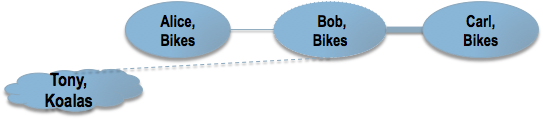 Alice,
Bikes
Bob,
Bikes
Carl,
Bikes
Tony,
Koalas